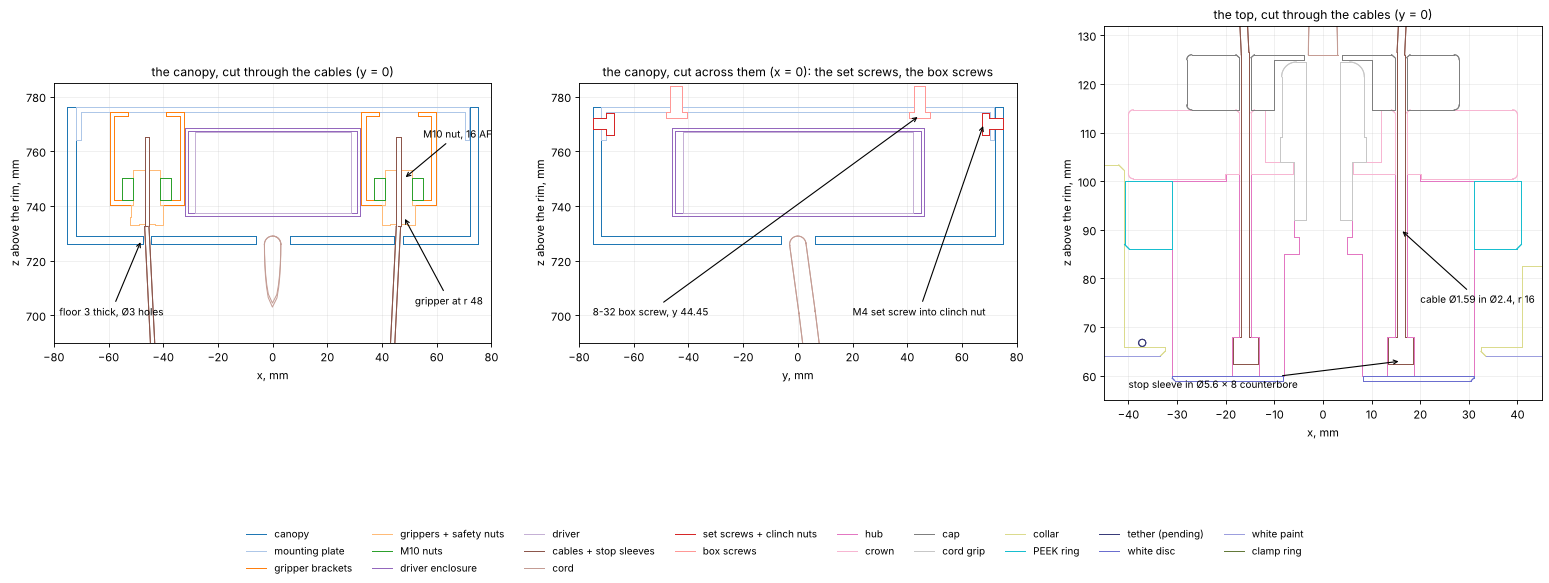 the canopy, cut through the cables (y = 0)
780
760
740
720
700
z above the rim, mm
−80
−60
−40
−20
0
20
40
60
80
x, mm
M10 nut, 16 AF
gripper at r 48
floor 3 thick, Ø3 holes
the canopy, cut across them (x = 0): the set screws, the box screws
780
760
740
720
700
z above the rim, mm
−80
−60
−40
−20
0
20
40
60
80
y, mm
8-32 box screw, y 44.45
M4 set screw into clinch nut
the top, cut through the cables (y = 0)
130
120
110
100
90
80
70
60
z above the rim, mm
−40
−30
−20
−10
0
10
20
30
40
x, mm
cable Ø1.59 in Ø2.4, r 16
stop sleeve in Ø5.6 × 8 counterbore
canopy
mounting plate
gripper brackets
grippers + safety nuts
M10 nuts
driver enclosure
driver
cables + stop sleeves
cord
set screws + clinch nuts
box screws
hub
crown
cap
cord grip
collar
PEEK ring
tether (pending)
white disc
white paint
clamp ring